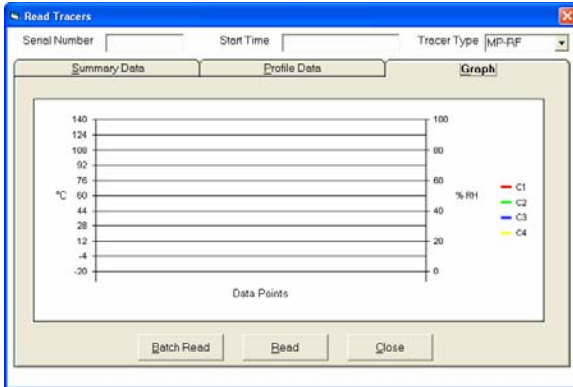 Read Tracers
Serial Number Start Time Tracer Type MP-RF
Summary Data Profile Data Graph
140 100
124
108 80
92
76 60
°C 60 % RH
44 40
28
12 20
-4
-20 0
C1
C2
C3
C4
Data Points
Batch Read Read Close